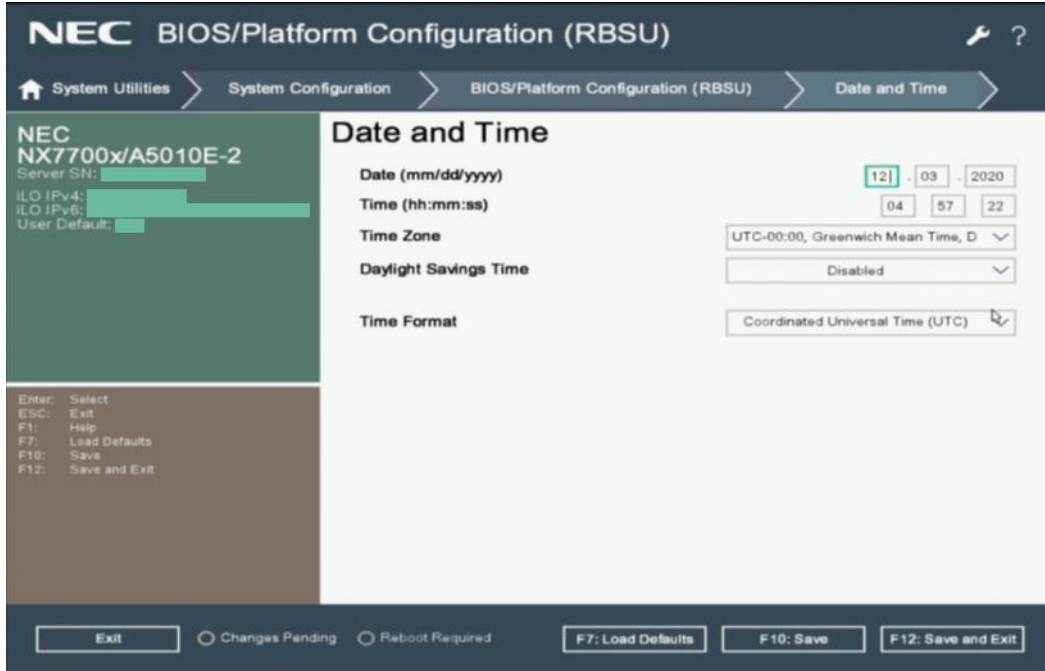 NEC BIOS/Platform Configuration (RBSU) ?
System Utilities System Configuration BIOS/Platform Configuration (RBSU) Date and Time
NEC
NX7700x/A5010E-2
Server SN:
iLO IPv4:
iLO IPv6:
User Default:
Enter: Select
ESC: Exit
F1: Help
F7: Load Defaults
F10: Save
F12: Save and Exit
Date and Time
Date (mm/dd/yyyy) 12 . 03 . 2020
Time (hh:mm:ss) 04 57 22
Time Zone UTC-00:00, Greenwich Mean Time, D
Daylight Savings Time Disabled
Time Format Coordinated Universal Time (UTC)
Exit Changes Pending Reboot Required F7: Load Defaults F10: Save F12: Save and Exit